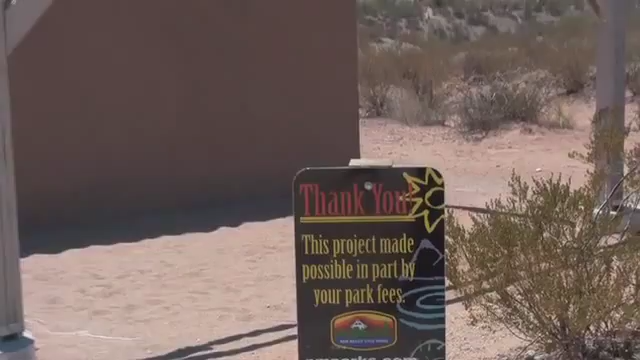 Thank You!
This project made
possible in part by
your park fees.